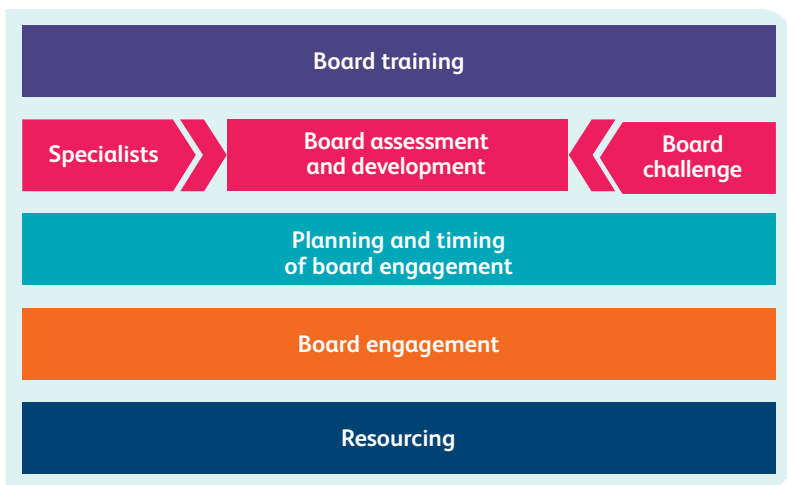 Board training
Specialists
Board assessment
and development
Board
challenge
Planning and timing
of board engagement
Board engagement
Resourcing